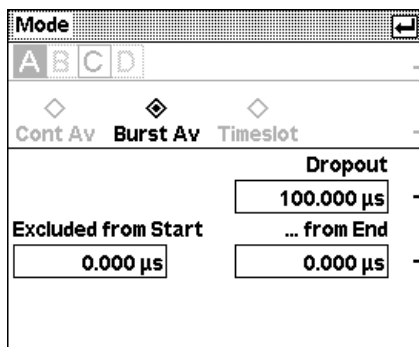 Mode
A B C D
Cont Av Burst Av Timeslot
Dropout
100.000 µs
Excluded from Start ... from End
0.000 µs 0.000 µs